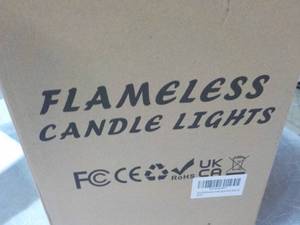 FLAMELESS
CANDLE LIGHTS
FC CE RoHS UK
CA